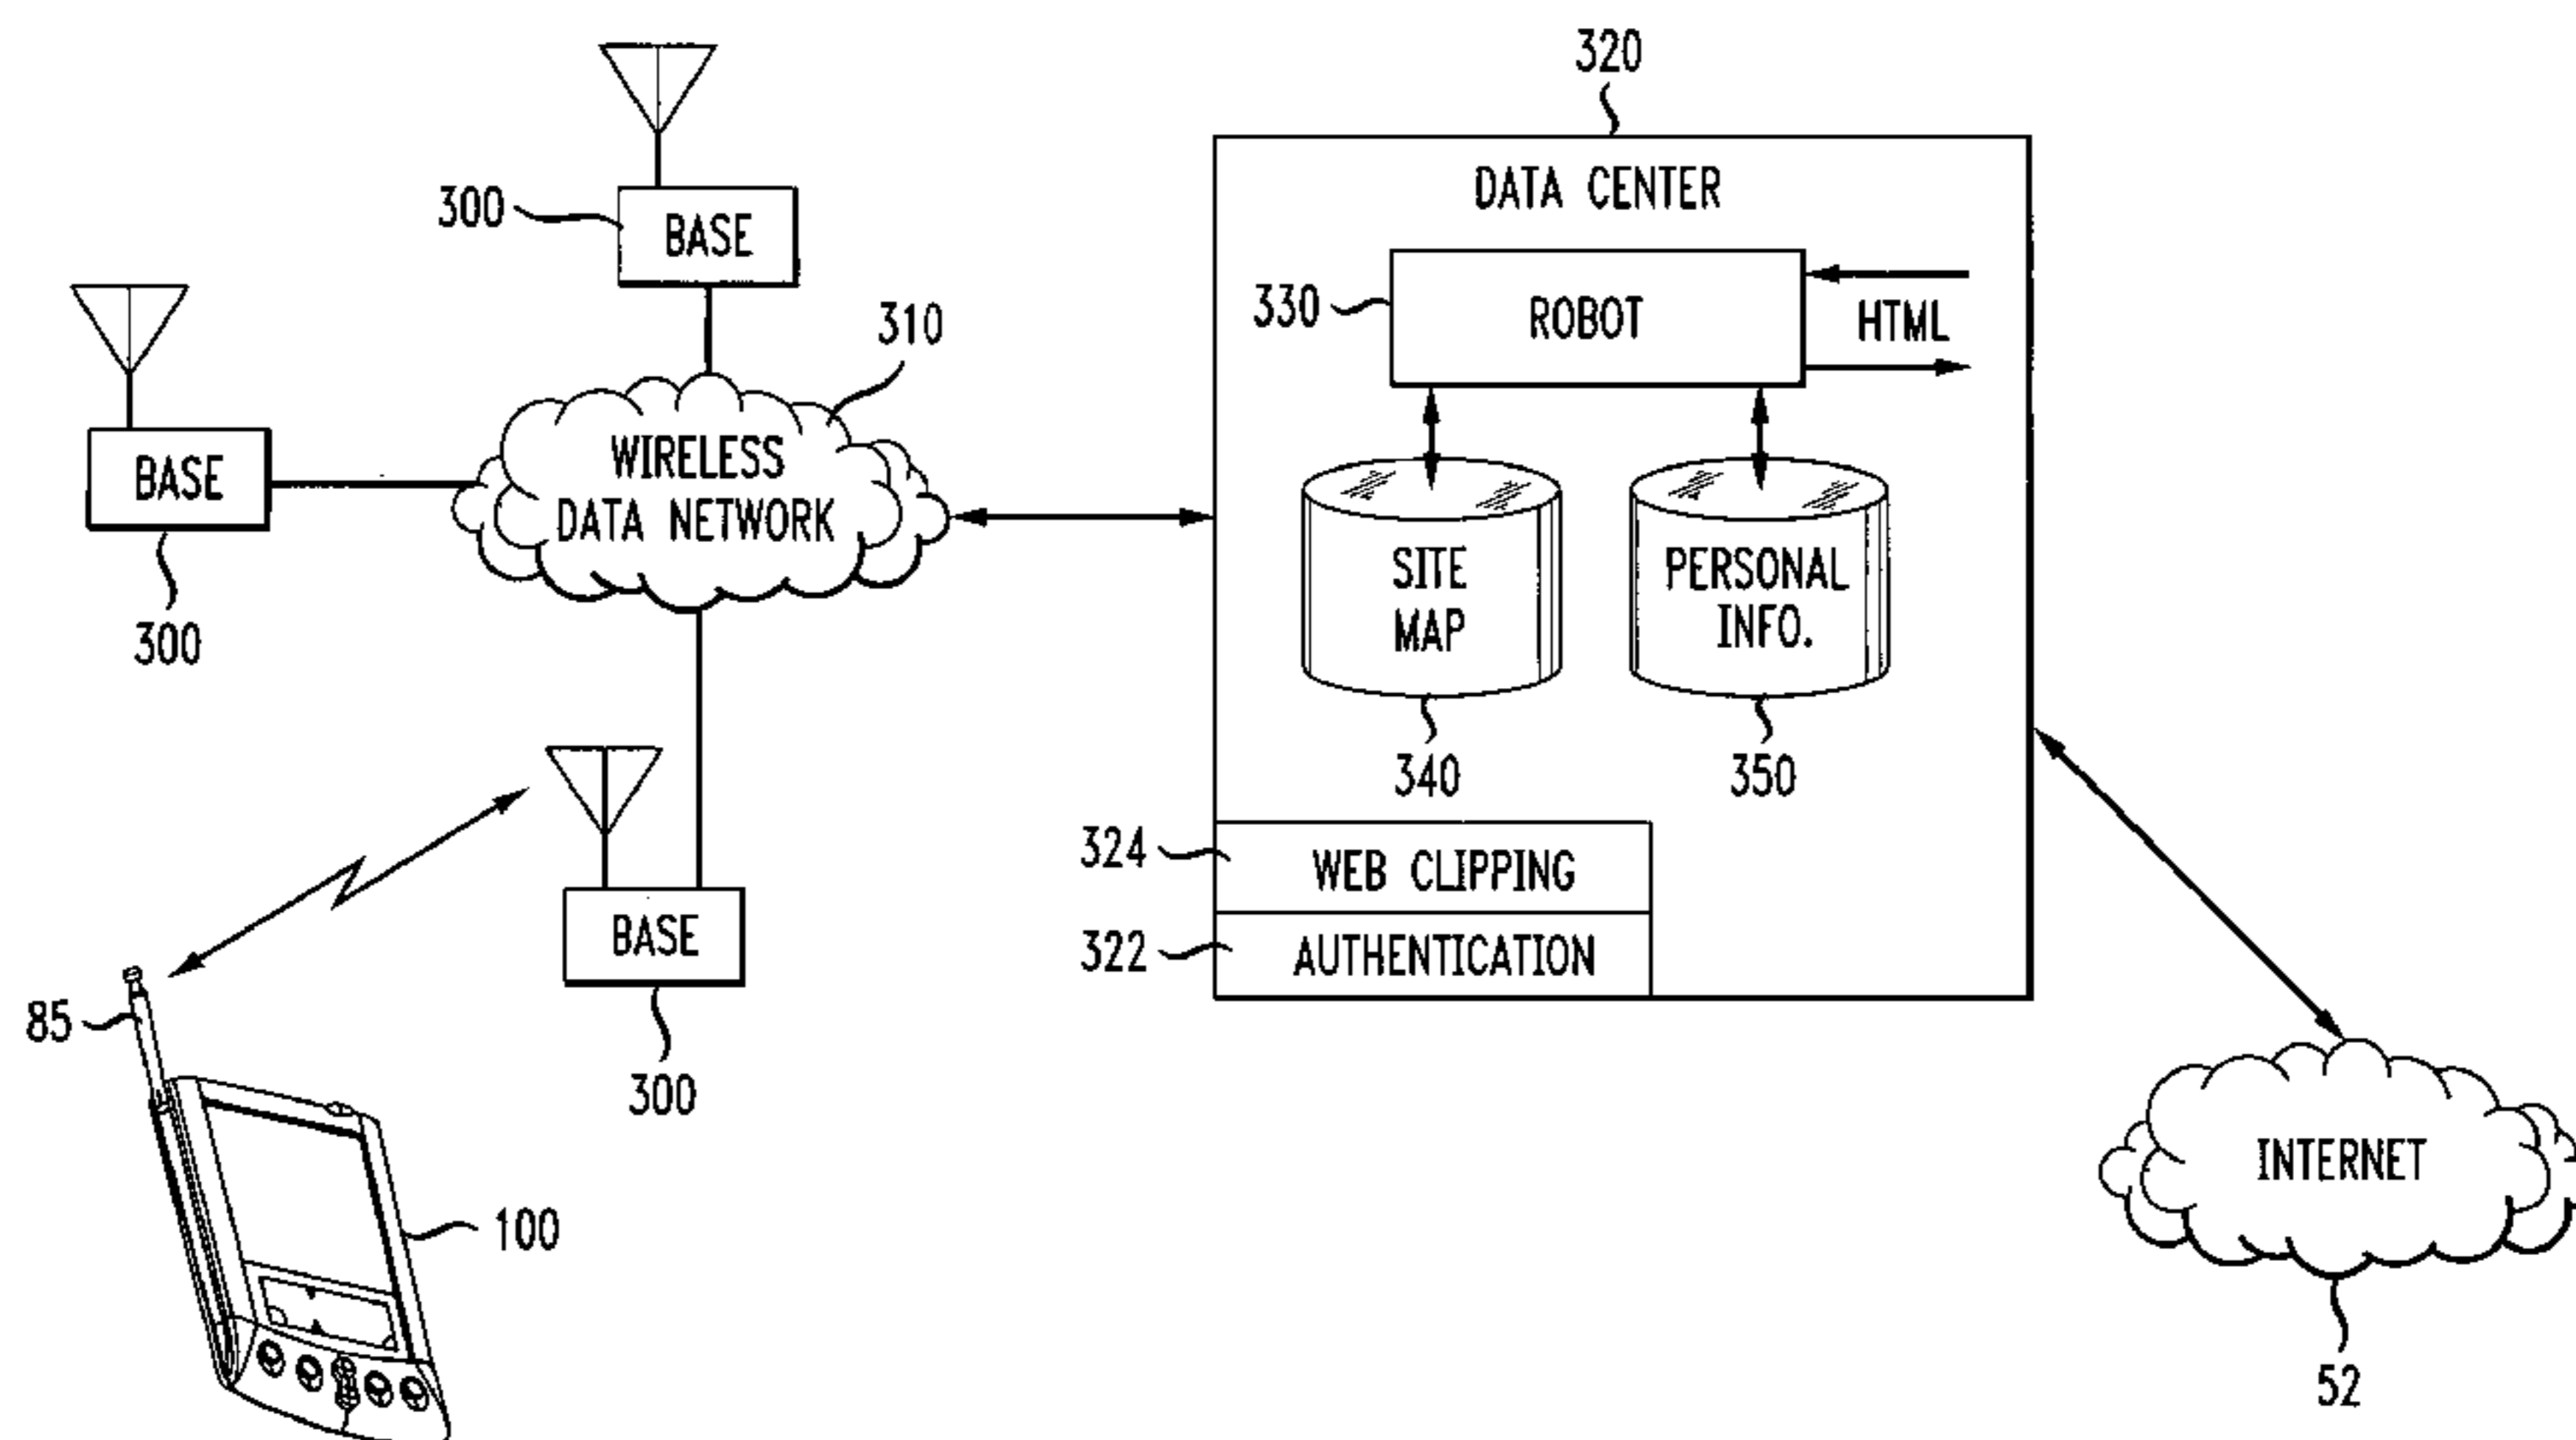 320
DATA CENTER
300
BASE
310
330
ROBOT
HTML
WIRELESS
DATA NETWORK
BASE
300
SITE
MAP
PERSONAL
INFO.
340
350
324
WEB CLIPPING
322
AUTHENTICATION
BASE
300
85
100
INTERNET
52